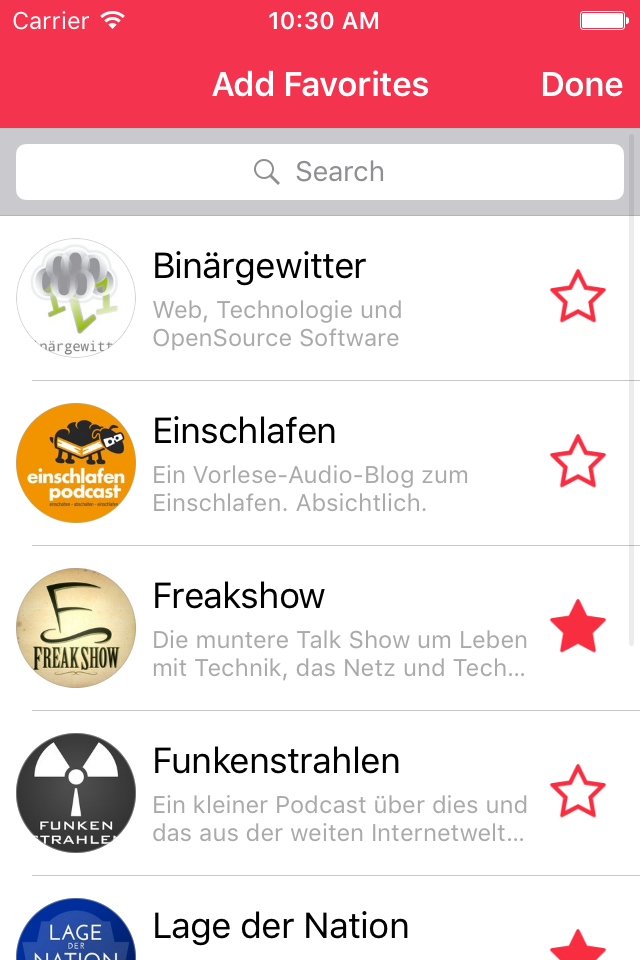 Carrier 10:30 AM
Add Favorites Done
Search
Binärgewitter
Web, Technologie und
OpenSource Software
närgewitt
Einschlafen
Ein Vorlese-Audio-Blog zum
Einschlafen. Absichtlich.
einschlafen
podcast
Freakshow
Die muntere Talk Show um Leben
mit Technik, das Netz und Tech...
FREAK SHOW
Funkenstrahlen
Ein kleiner Podcast über dies und
das aus der weiten Internetwelt...
FUNKEN
STRAHLEN
Lage der Nation
LAGE
DER
NATION